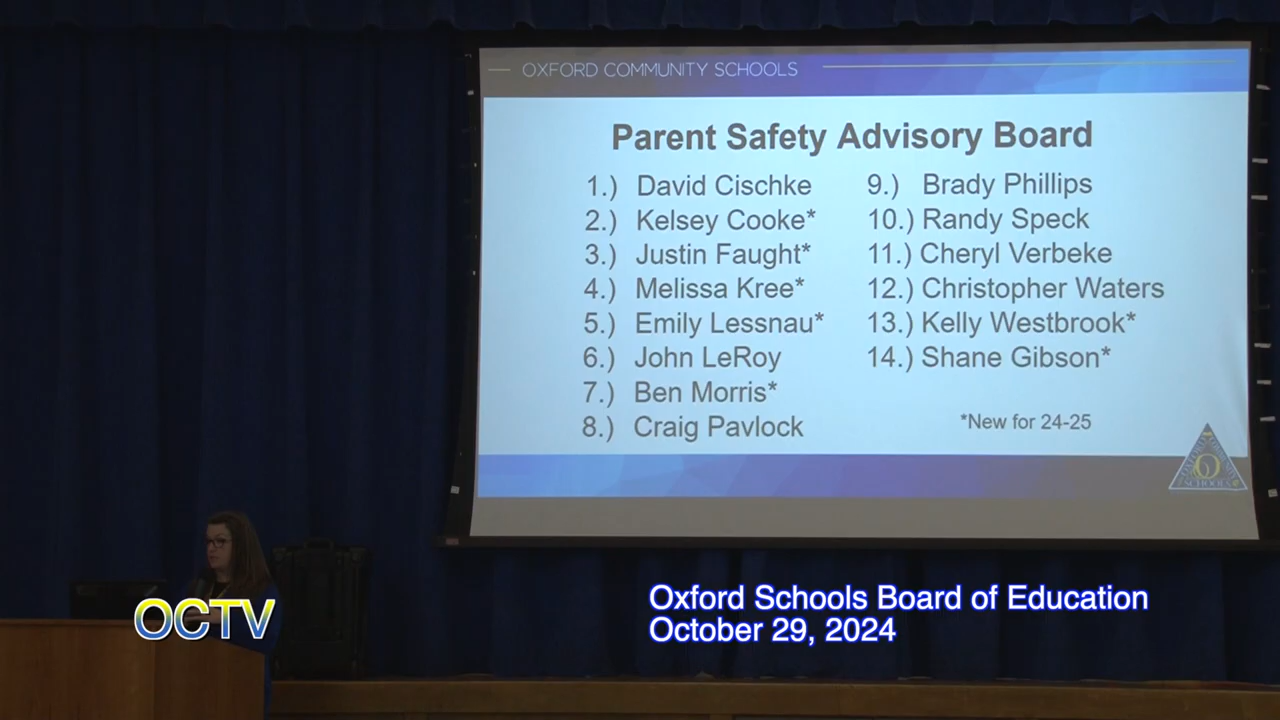 OXFORD COMMUNITY SCHOOLS
Parent Safety Advisory Board
1.) David Cischke
2.) Kelsey Cooke*
3.) Justin Faught*
4.) Melissa Kree*
5.) Emily Lessnau*
6.) John LeRoy
7.) Ben Morris*
8.) Craig Pavlock
9.) Brady Phillips
10.) Randy Speck
11.) Cheryl Verbeke
12.) Christopher Waters
13.) Kelly Westbrook*
14.) Shane Gibson*
*New for 24-25
OXFORD COMMUNITY
SCHOOLS
OCTV
Oxford Schools Board of Education
October 29, 2024